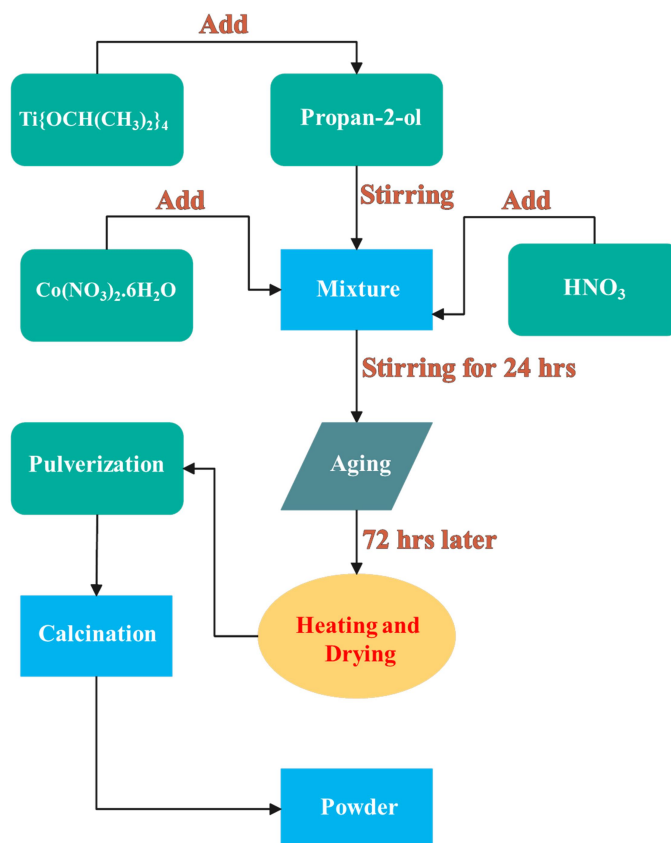 Add
Ti{OCH(CH₃)₂}₄
Propan-2-ol
Stirring
Add
Add
Co(NO₃)₂.6H₂O
Mixture
HNO₃
Stirring for 24 hrs
Pulverization
Aging
72 hrs later
Calcination
Heating and
Drying
Powder